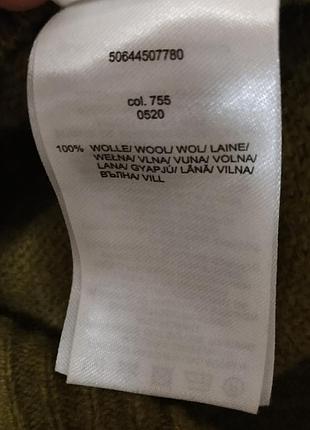 50644507780
col. 755
0520
100% WOLLE/ WOOL/ WOL/ LAINE/
WEŁNA/ VLNA/ VUNA/ VOLNA/
LANA/ GYAPJÚ/ LÂNĂ/ VILNA/
ВЪЛНА/ VILL